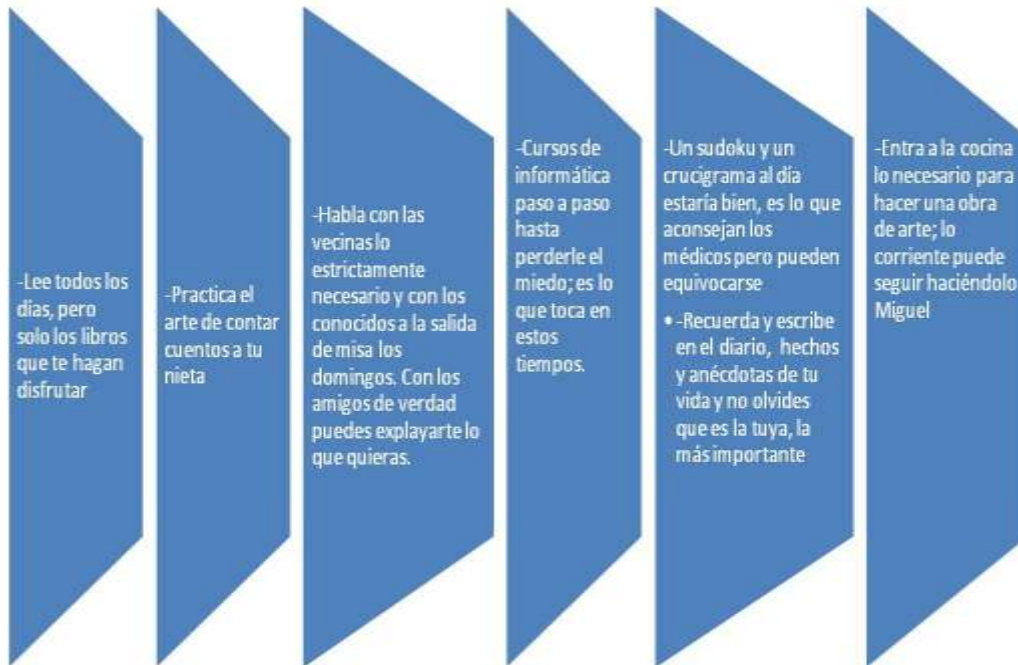 -Lee todos los
días, pero
solo los libros
que te hagan
disfrutar
-Practica el
arte de contar
cuentos a tu
nieta
-Habla con las
vecinas lo
estrictamente
necesario y con los
conocidos a la salida
de misa los
domingos. Con los
amigos de verdad
puedes explayarte lo
que quieras.
-Cursos de
informática
paso a paso
hasta
perderle el
miedo; es lo
que toca en
estos
tiempos.
-Un sudoku y un
crucigrama al día
estaría bien, es lo que
aconsejan los
médicos pero pueden
equivocarse
• -Recuerda y escribe
en el diario, hechos
y anécdotas de tu
vida y no olvides
que es la tuya, la
más importante
-Entra a la cocina
lo necesario para
hacer una obra
de arte; lo
corriente puede
seguir haciéndolo
Miguel